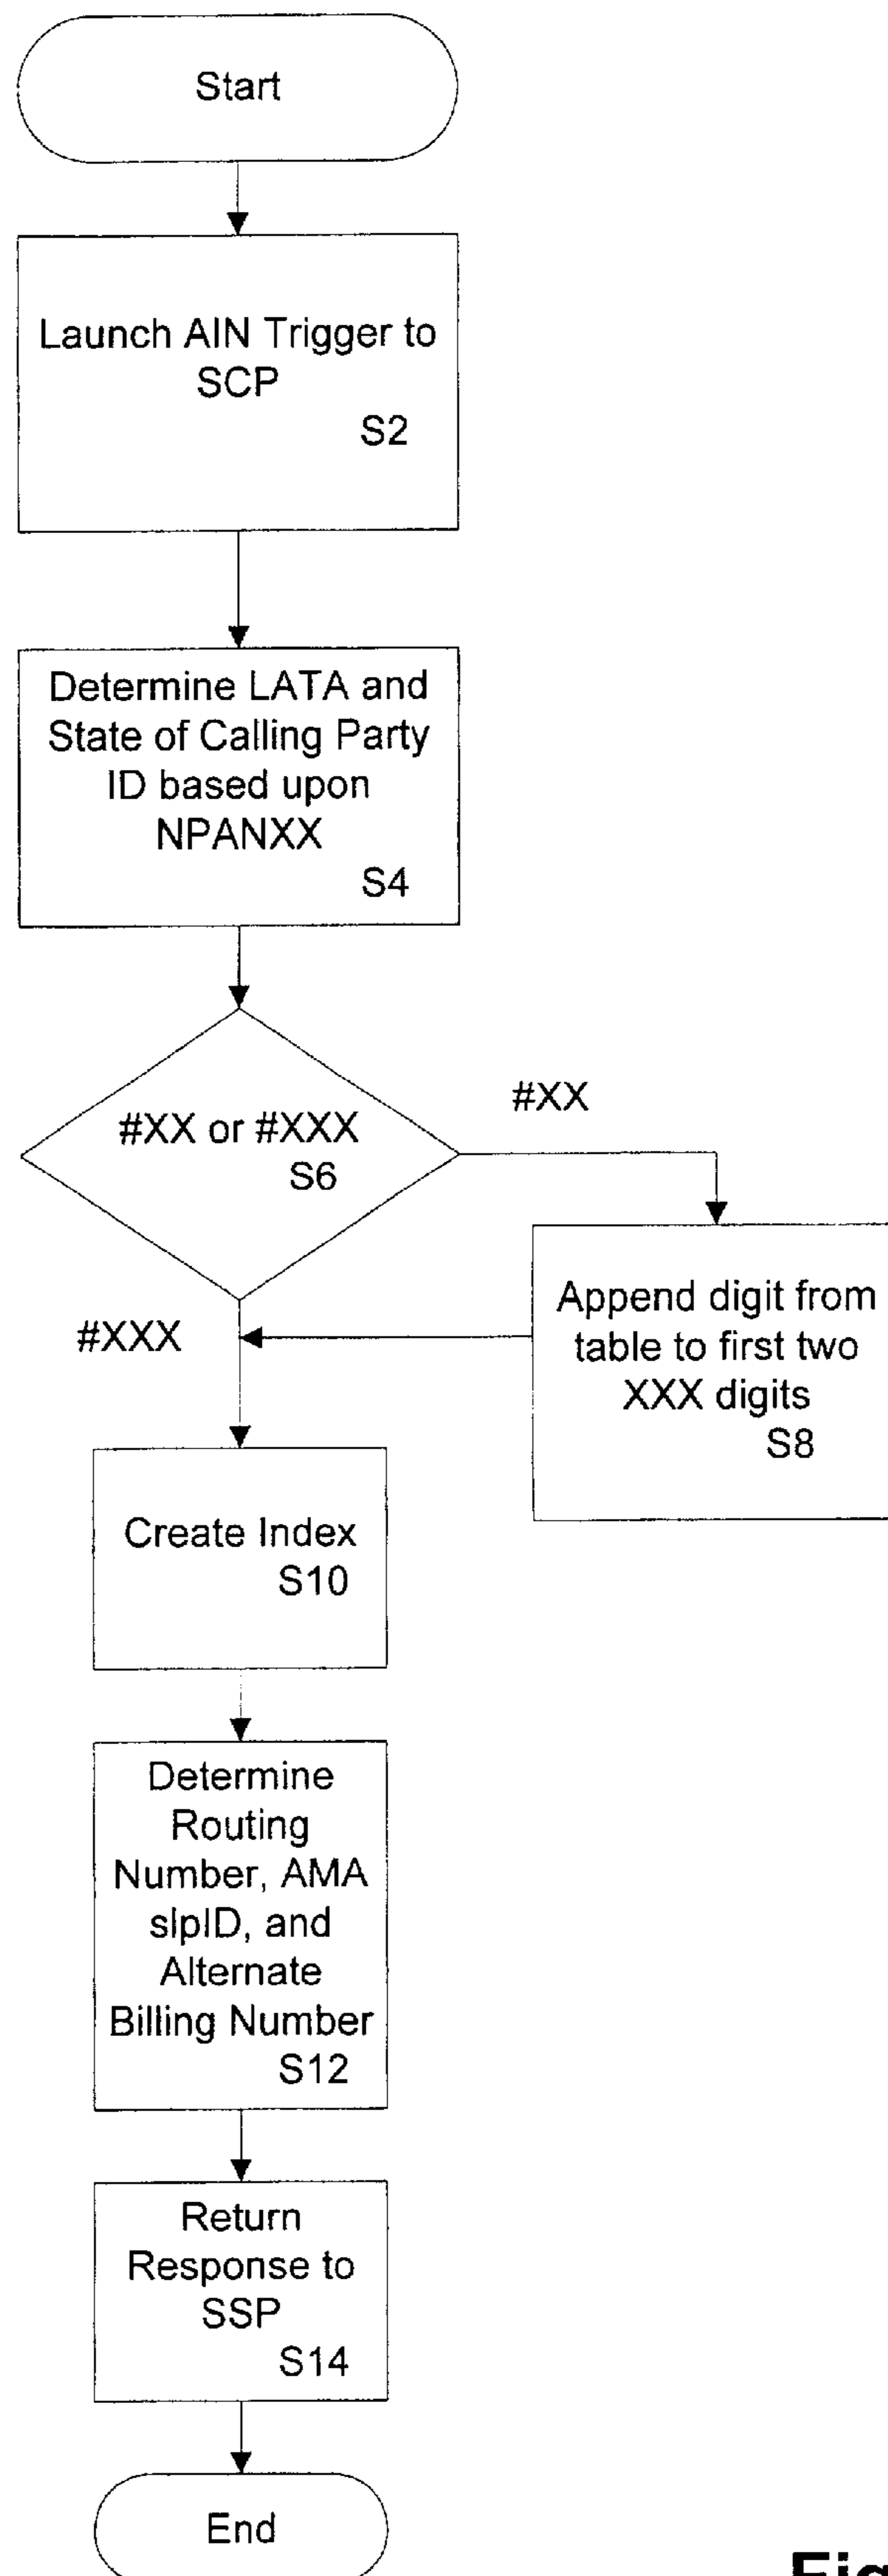 Start
Launch AIN Trigger to
SCP
S2
Determine LATA and
State of Calling Party
ID based upon
NPANXX
S4
#XX or #XXX
S6
#XX
Append digit from
table to first two
XXX digits
S8
#XXX
Create Index
S10
Determine
Routing
Number, AMA
slpID, and
Alternate
Billing Number
S12
Return
Response to
SSP
S14
End
Fig